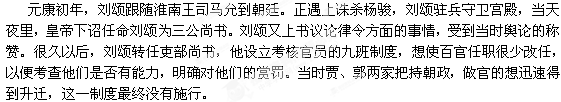 元康初年，刘颂跟随淮南王司马允到朝廷。正遇上诛杀杨骏，刘颂驻兵守卫宫殿，当天
夜里，皇帝下诏任命刘颂为三公尚书。刘颂又上书议论律令方面的事情，受到当时舆论的称
赞。很久以后，刘颂转任吏部尚书，他设立考核官员的九班制度，想使百官任职很少改任，
以便考查他们是否有能力，明确对他们的赏罚。当时贾、郭两家把持朝政，做官的想迅速得
到升迁，这一制度最终没有施行。